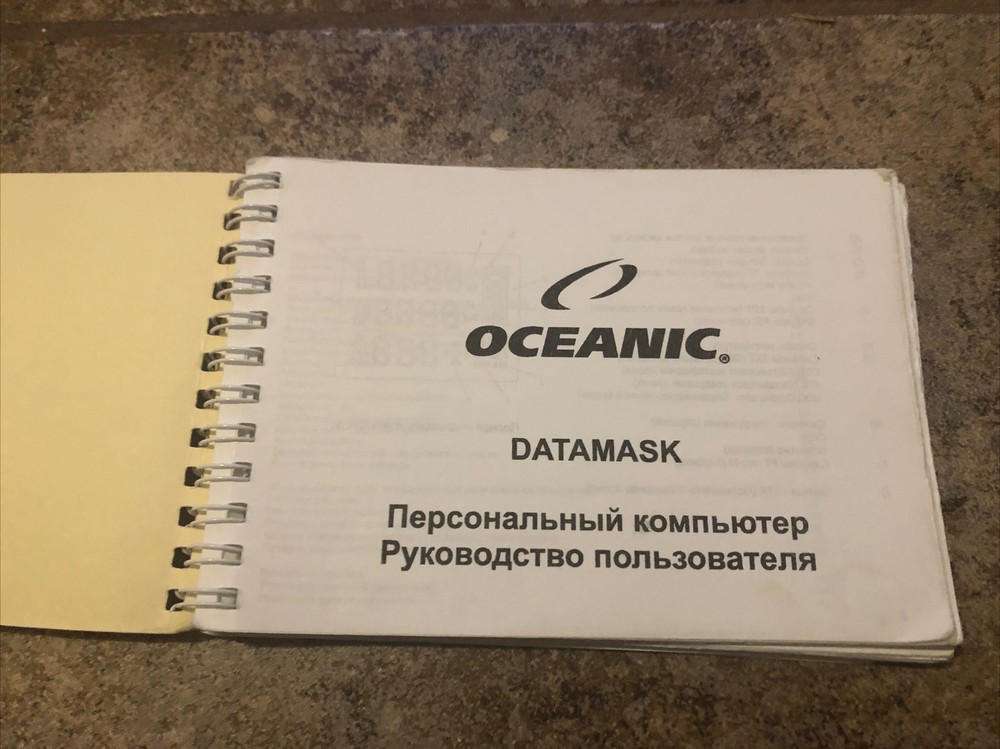 OCEANIC®
DATAMASK
Персональный компьютер
Руководство пользователя